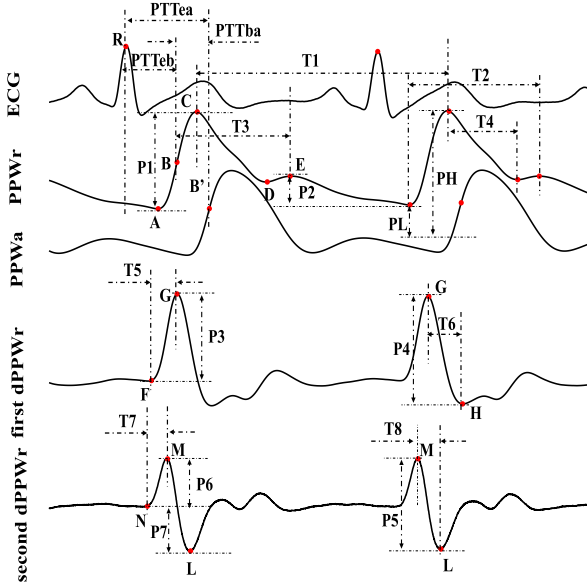 PTTea
PTTba
R
PTTeb
T1
T2
ECG
C
T3
T4
P1
B
B'
E
D
P2
PH
PPWr
A
PL
PPWa
T5
G
G
P3
T6
P4
F
H
first dPPWr
T7
M
T8
M
P6
N
P7
P5
L
L
second dPPWr